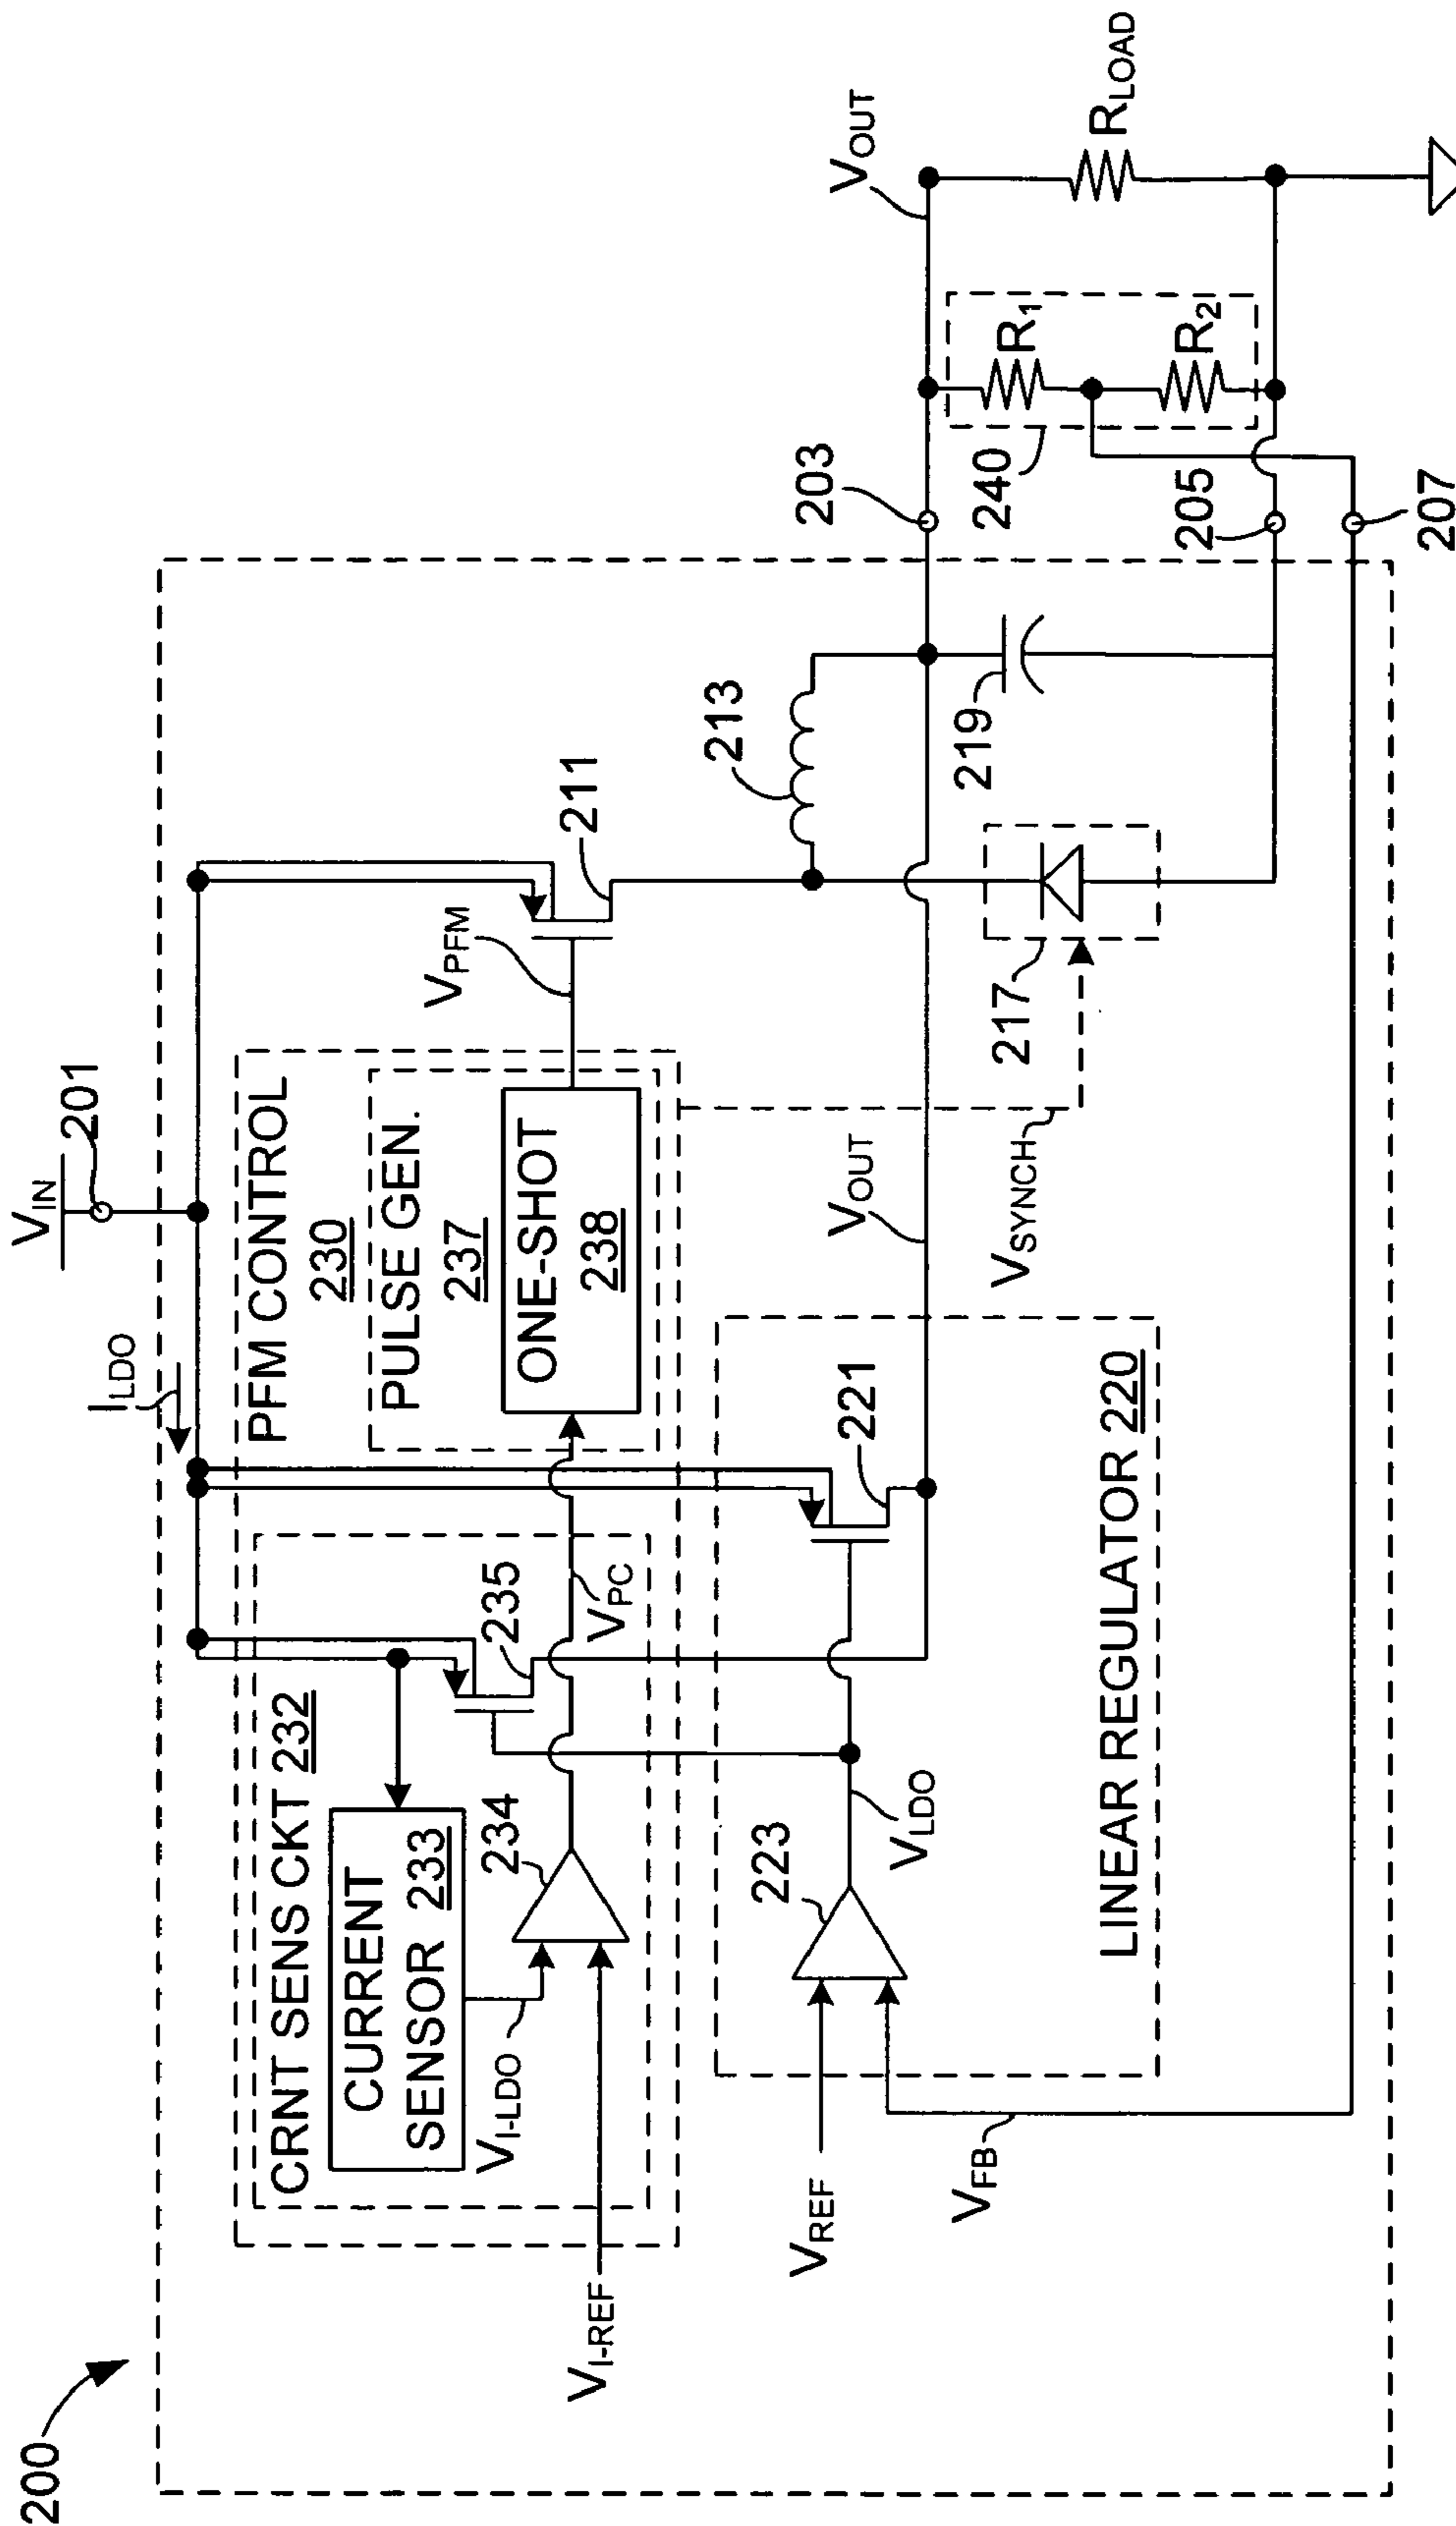 200
V_IN
201
I_LDO
PFM CONTROL
230
PULSE GEN.
237
ONE-SHOT
238
V_PFM
211
CRNT SENS CKT 232
CURRENT
SENSOR 233
234
235
V_PC
V_I-LDO
V_I-REF
213
V_OUT
203
240
R_1
R_2
R_LOAD
219
205
207
217
V_SYNCH
V_OUT
221
223
V_LDO
V_REF
V_FB
LINEAR REGULATOR 220